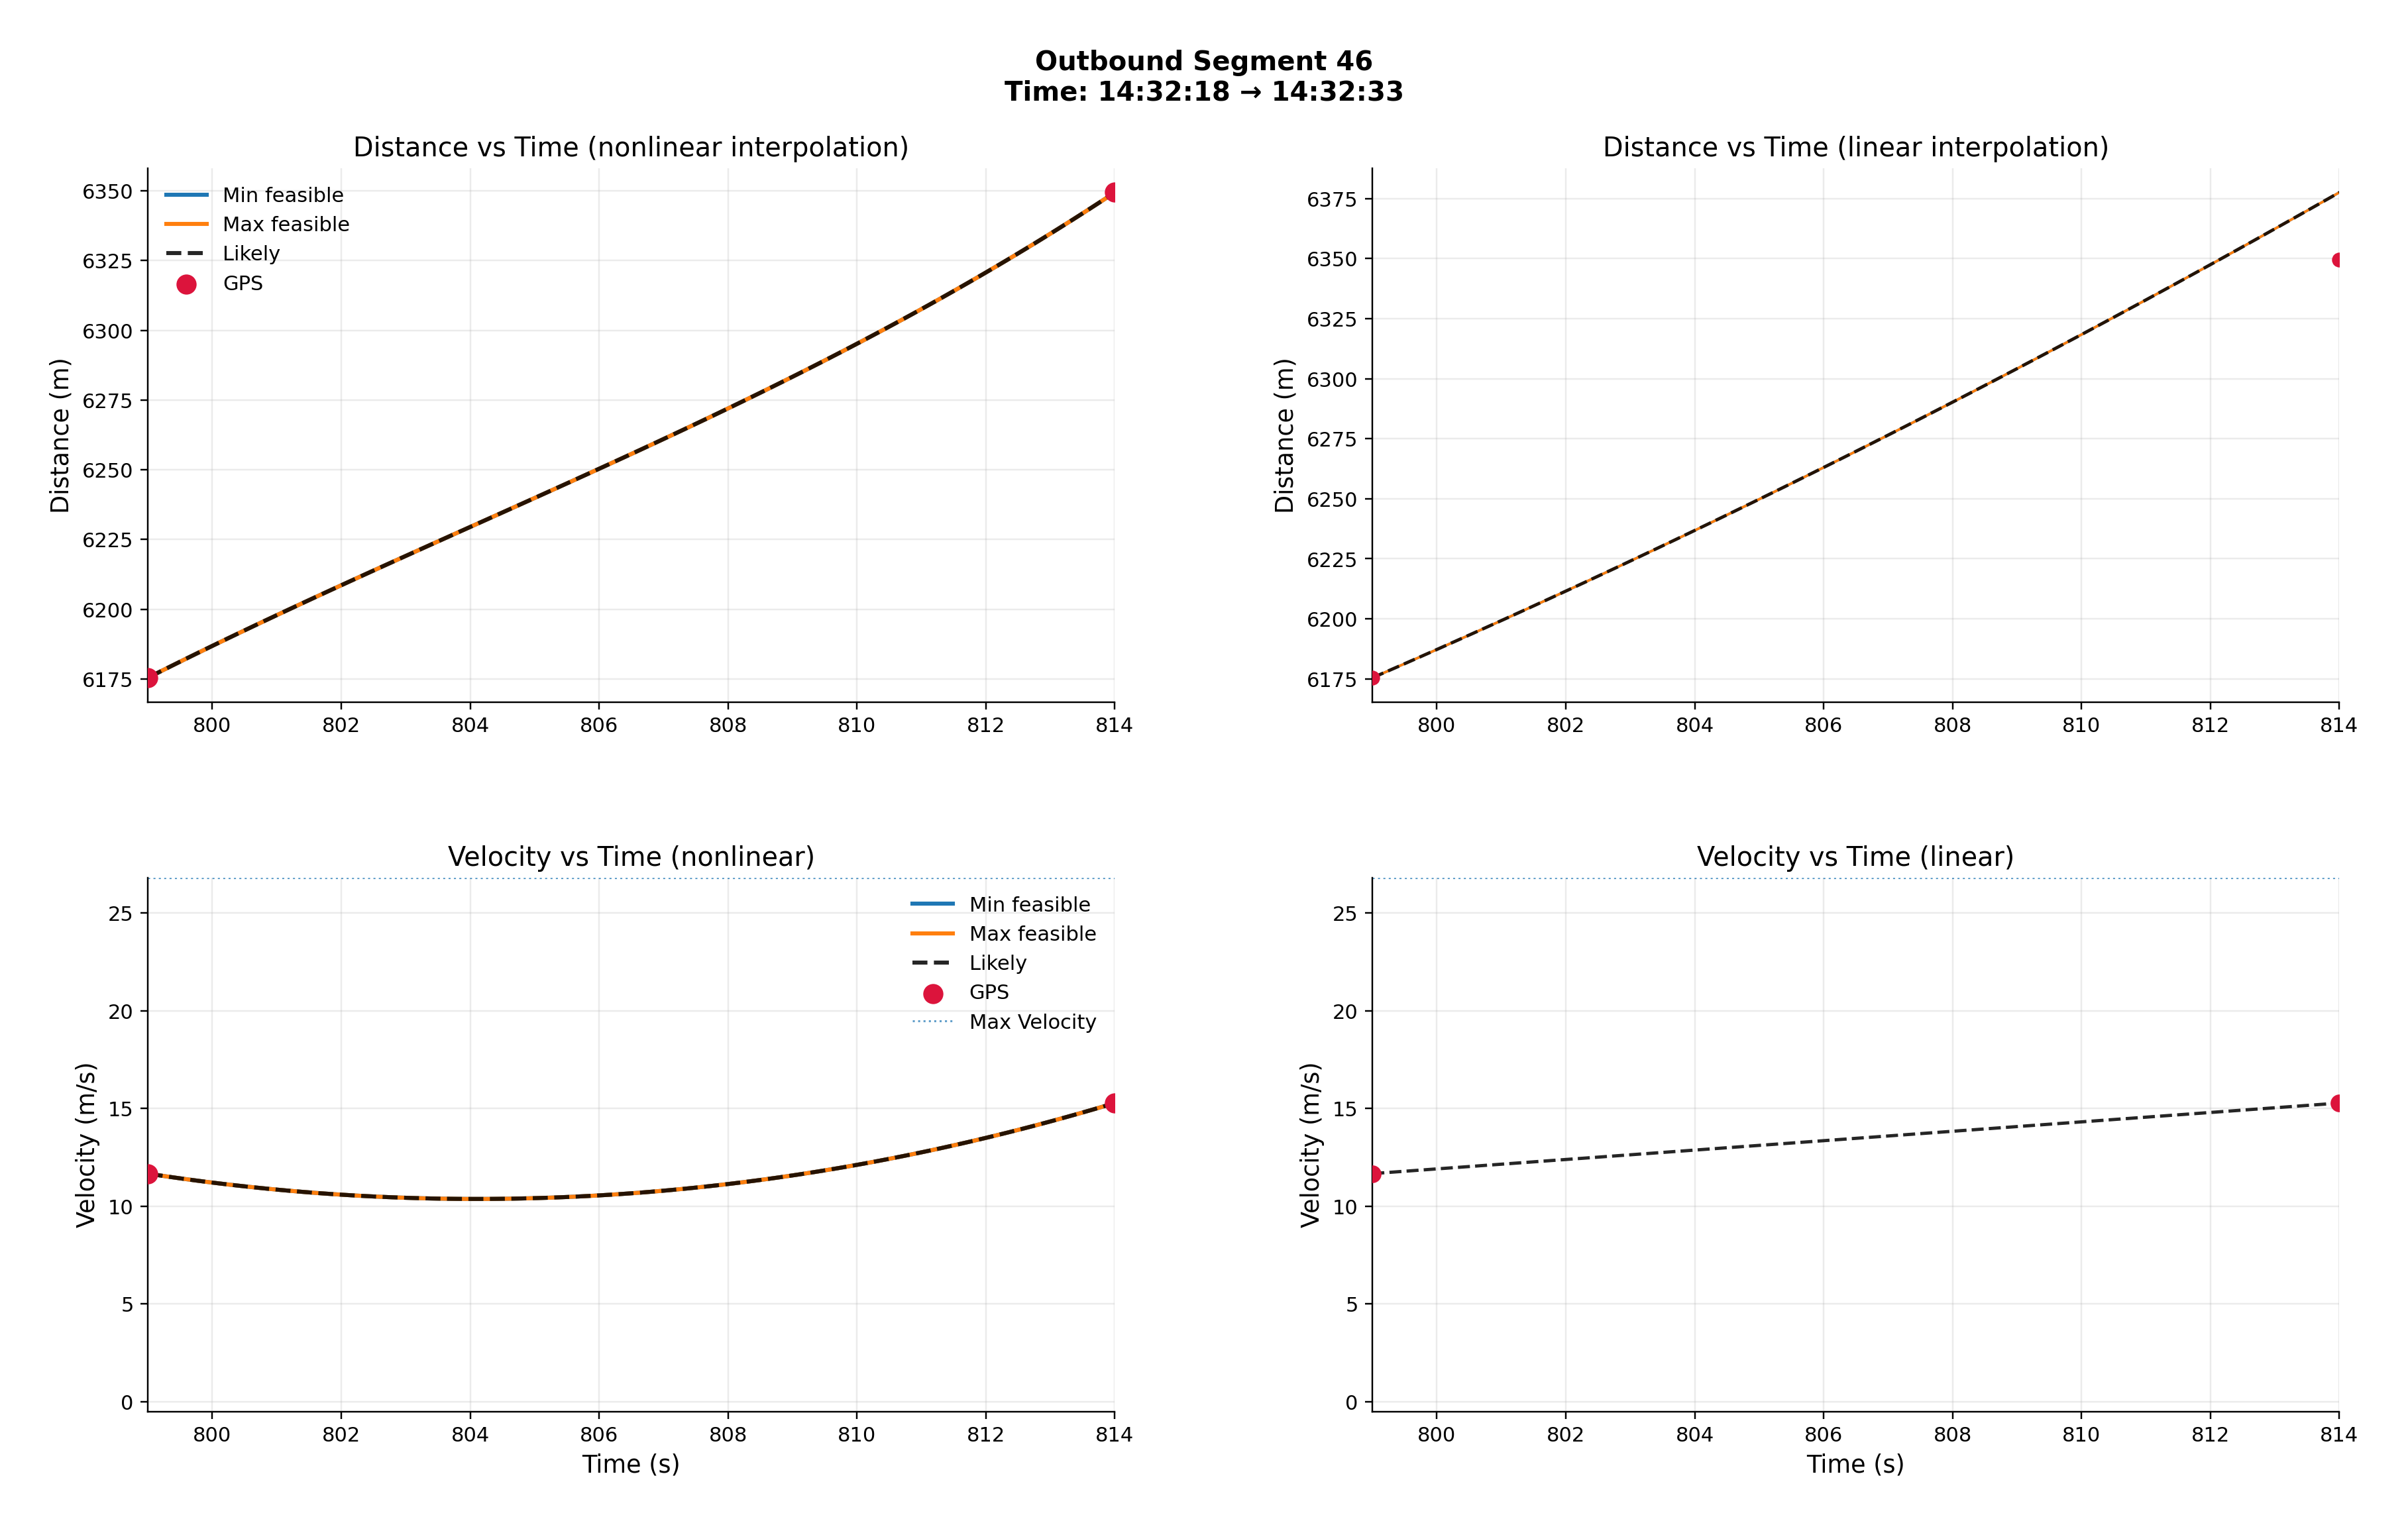 Outbound Segment 46
Time: 14:32:18 → 14:32:33
Distance vs Time (nonlinear interpolation)
Distance (m)
6350
6325
6300
6275
6250
6225
6200
6175
Min feasible
Max feasible
Likely
GPS
800 802 804 806 808 810 812 814
Distance vs Time (linear interpolation)
Distance (m)
6375
6350
6325
6300
6275
6250
6225
6200
6175
800 802 804 806 808 810 812 814
Velocity vs Time (nonlinear)
Velocity (m/s)
25
20
15
10
5
0
Min feasible
Max feasible
Likely
GPS
Max Velocity
800 802 804 806 808 810 812 814
Time (s)
Velocity vs Time (linear)
Velocity (m/s)
25
20
15
10
5
0
800 802 804 806 808 810 812 814
Time (s)